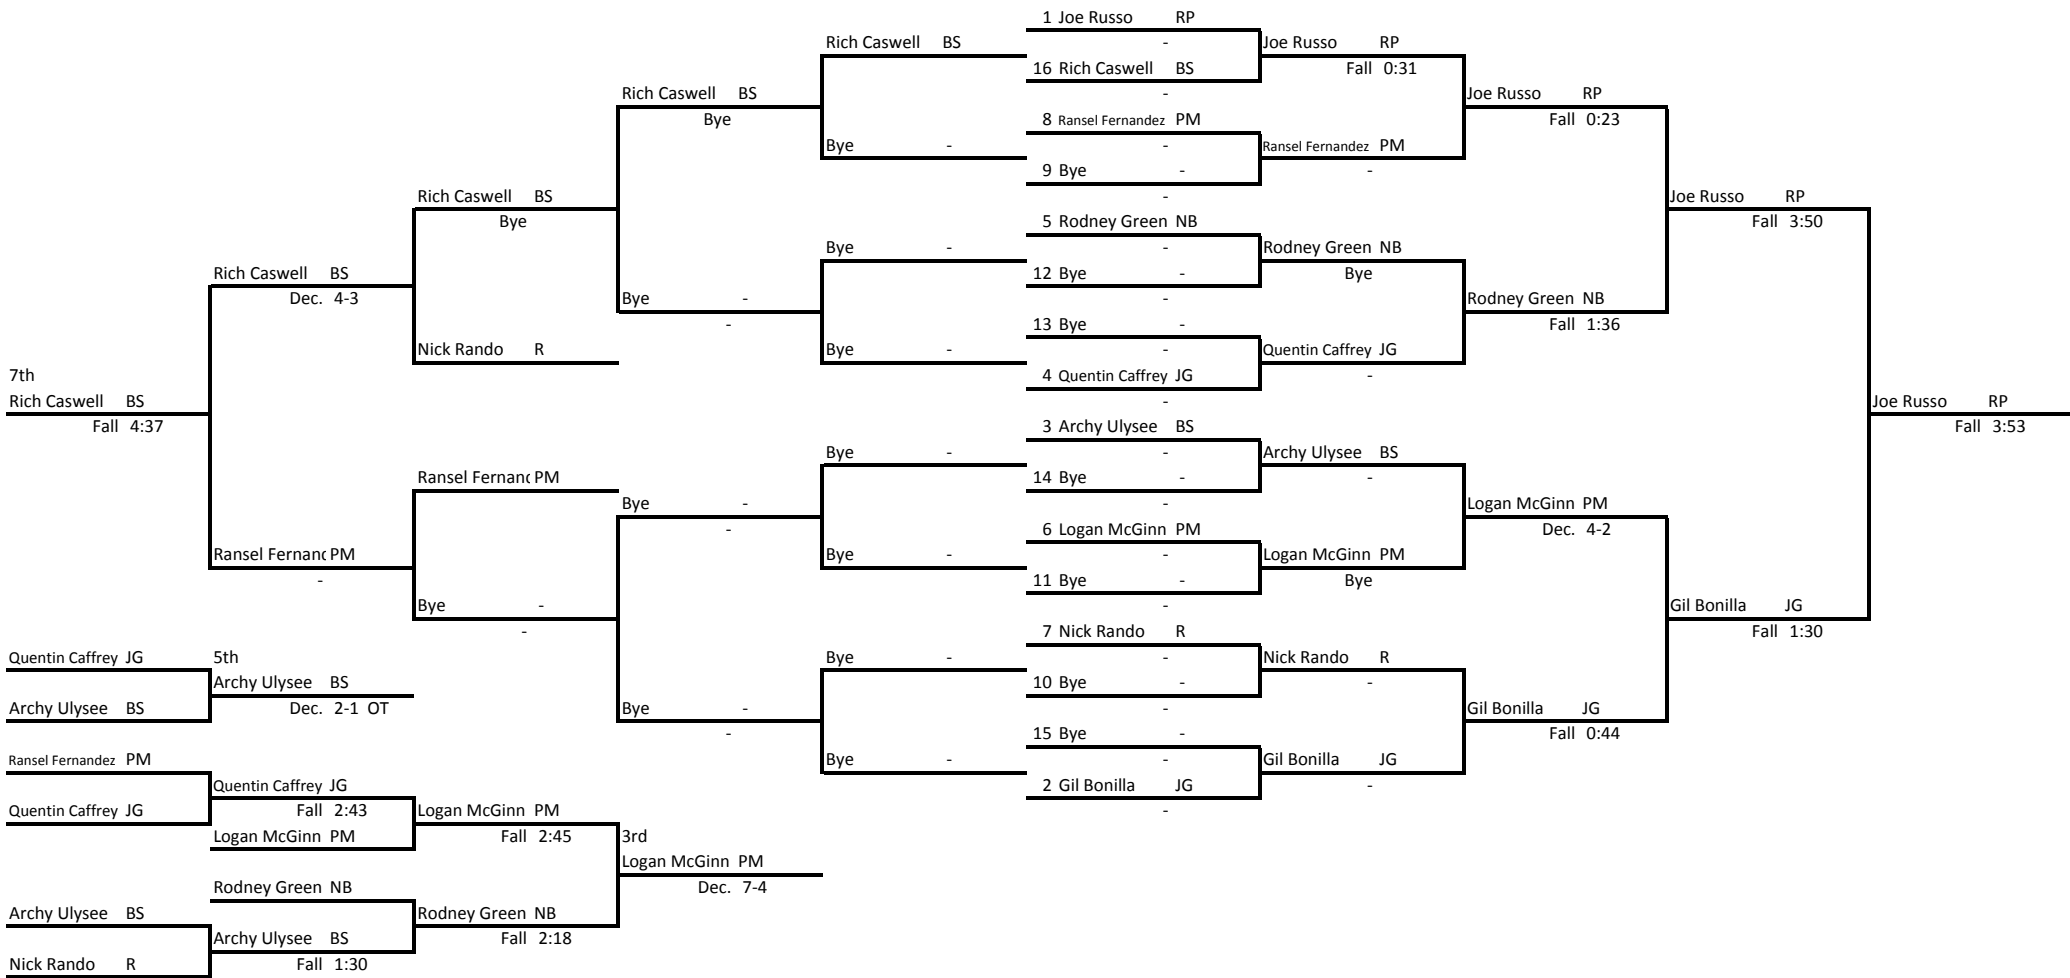 1 Joe Russo RP
Rich Caswell BS - Joe Russo RP
16 Rich Caswell BS Fall 0:31
Rich Caswell BS - Joe Russo RP
Bye 8 Ransel Fernandez PM Fall 0:23
Bye - - Ransel Fernandez PM
9 Bye - -
Rich Caswell BS - Joe Russo RP
Bye 5 Rodney Green NB Fall 3:50
Bye - - Rodney Green NB
Rich Caswell BS 12 Bye - Bye
Dec. 4-3 Bye - - Rodney Green NB
- 13 Bye - Fall 1:36
Nick Rando R Bye - - Quentin Caffrey JG
7th 4 Quentin Caffrey JG -
Rich Caswell BS - Joe Russo RP
Fall 4:37 3 Archy Ulysee BS Fall 3:53
Bye - - Archy Ulysee BS
Ransel Fernanc PM 14 Bye - -
Bye - - Logan McGinn PM
- 6 Logan McGinn PM Dec. 4-2
Ransel Fernanc PM Bye - - Logan McGinn PM
- 11 Bye - Bye
Bye - - Gil Bonilla JG
- 7 Nick Rando R Fall 1:30
Quentin Caffrey JG 5th Bye - - Nick Rando R
Archy Ulysee BS 10 Bye - -
Archy Ulysee BS Dec. 2-1 OT Bye - - Gil Bonilla JG
- 15 Bye - Fall 0:44
Ransel Fernandez PM Bye - - Gil Bonilla JG
Quentin Caffrey JG 2 Gil Bonilla JG -
Quentin Caffrey JG Fall 2:43 Logan McGinn PM -
Logan McGinn PM Fall 2:45 3rd
Logan McGinn PM
Rodney Green NB Dec. 7-4
Archy Ulysee BS Rodney Green NB
Archy Ulysee BS Fall 2:18
Nick Rando R Fall 1:30